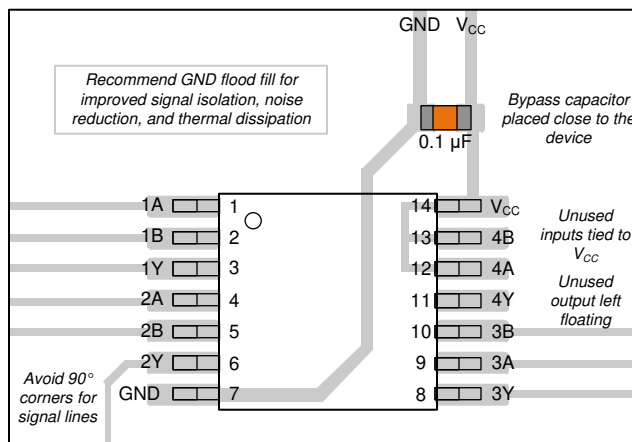 GND V_CC
Recommend GND flood fill for
improved signal isolation, noise
reduction, and thermal dissipation
Bypass capacitor
placed close to the
device
0.1 µF
1A 1 14 V_CC
1B 2 13 4B
1Y 3 12 4A
2A 4 11 4Y
2B 5 10 3B
2Y 6 9 3A
GND 7 8 3Y
Unused
inputs tied to
V_CC
Unused
output left
floating
Avoid 90°
corners for
signal lines